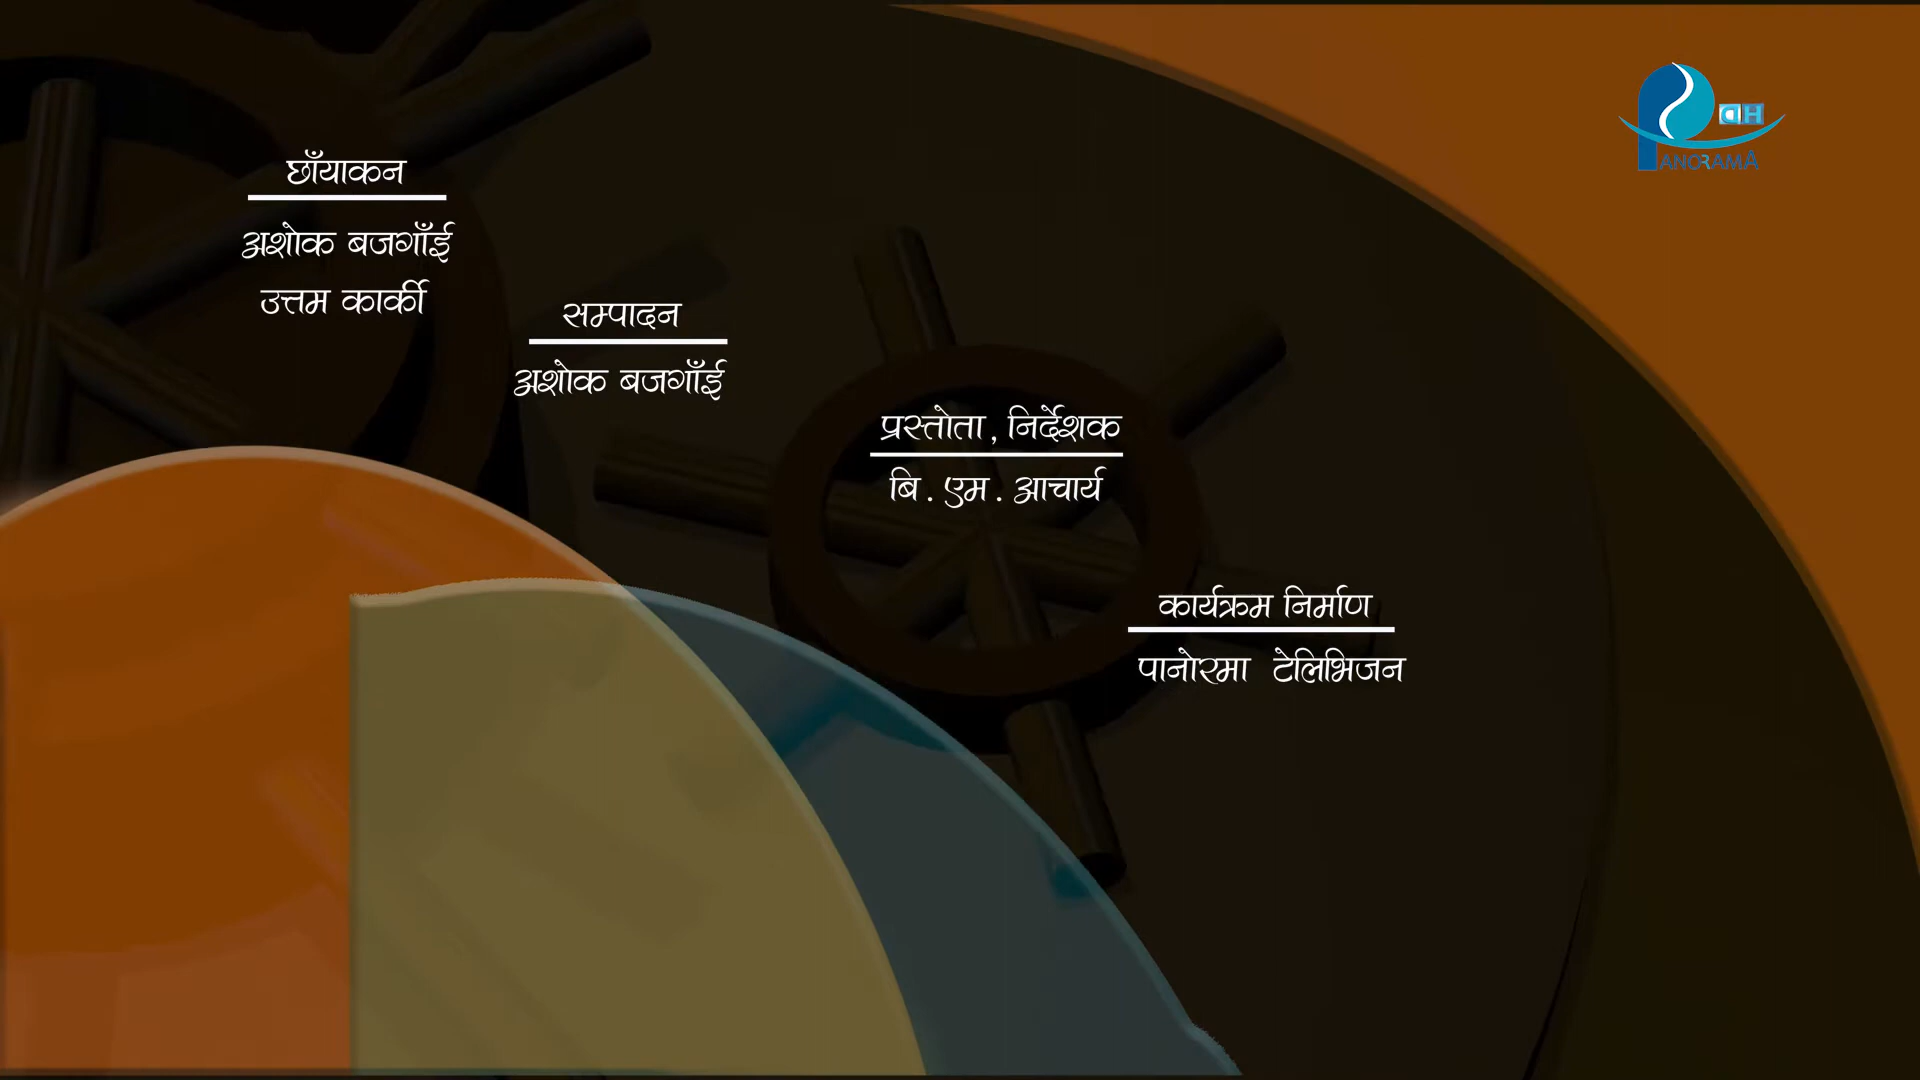 छाँयाकन
अशोक बजगाँई
उत्तम कार्की
सम्पादन
अशोक बजगाँई
प्रस्तोता, निर्देशक
बि. एम. आचार्य
कार्यक्रम निर्माण
पानोरमा टेलिभिजन
HD
PANORAMA